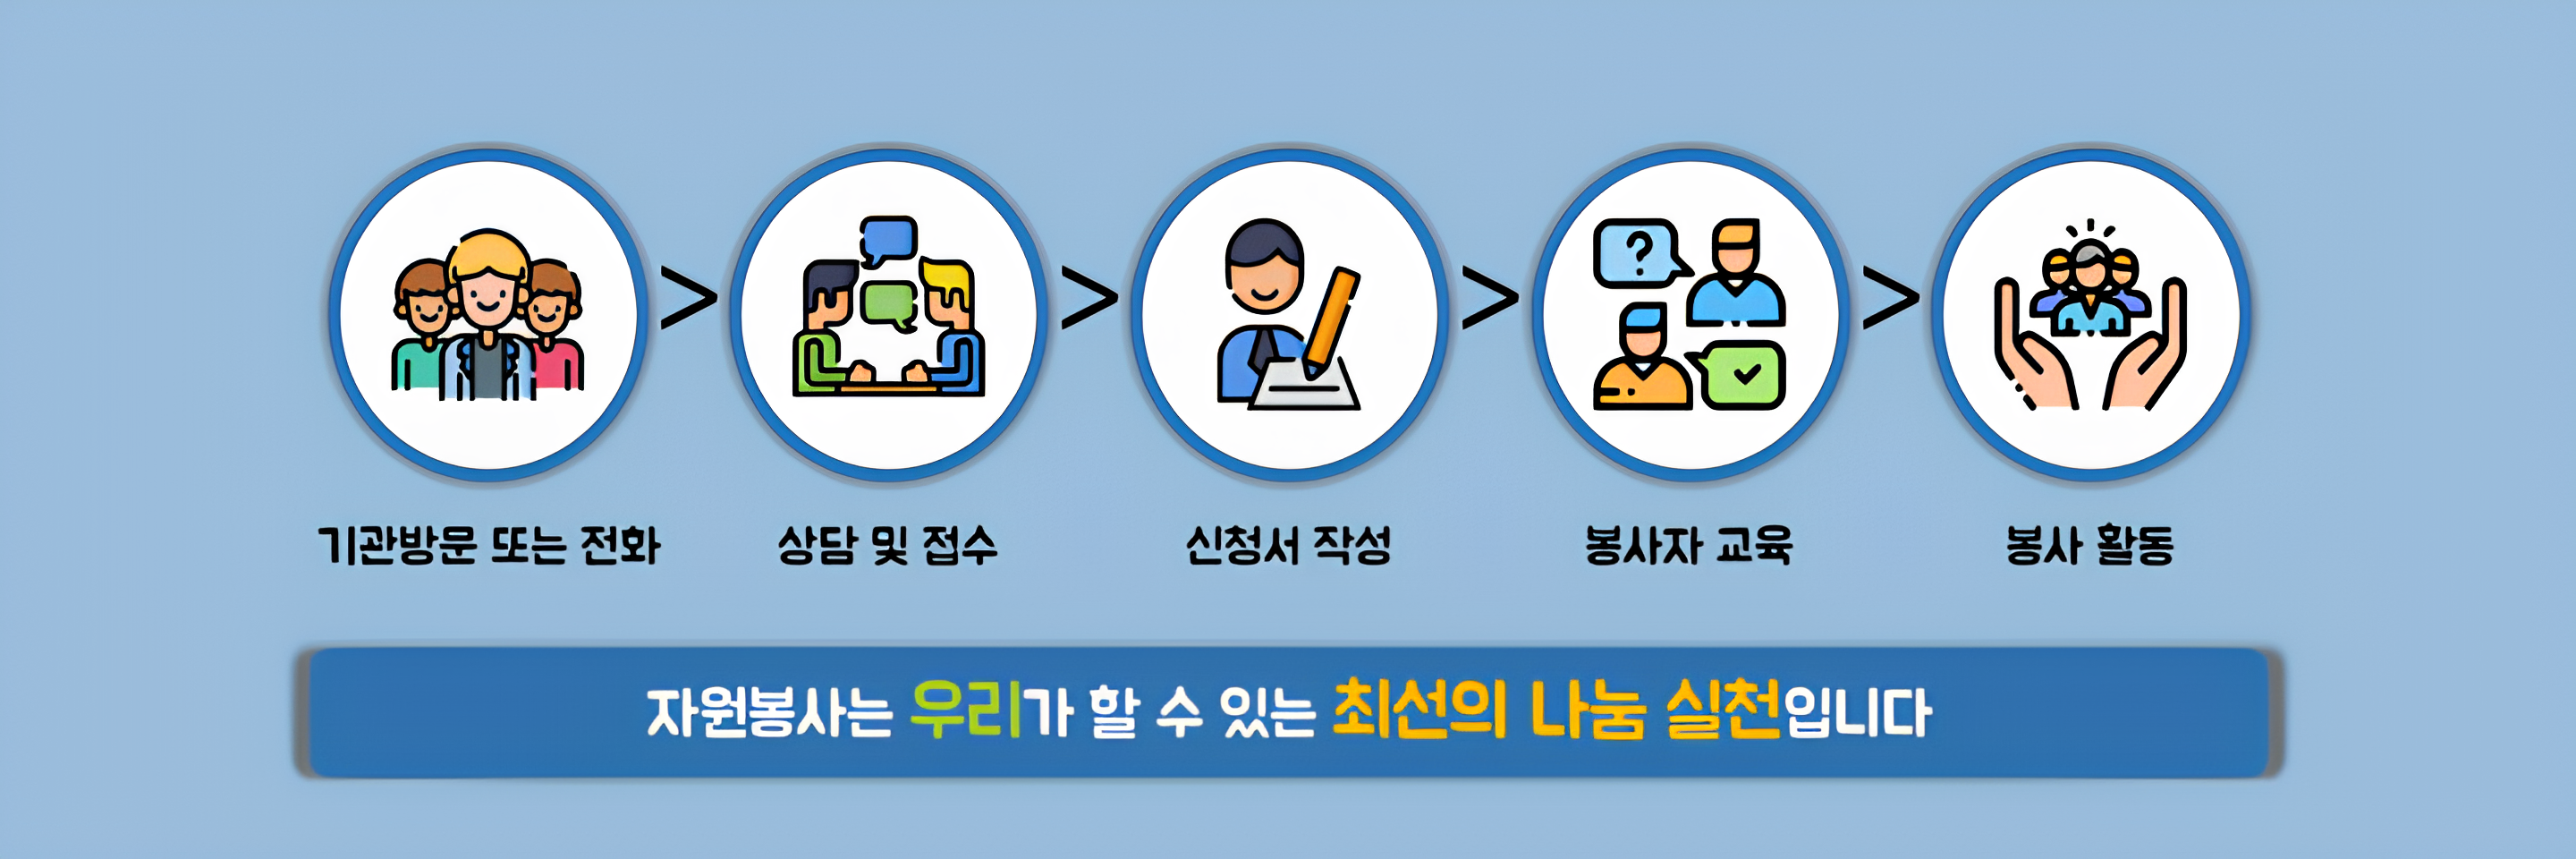 기관방문 또는 전화 > 상담 및 접수 > 신청서 작성 > 봉사자 교육 > 봉사 활동
자원봉사는 우리가 할 수 있는 최선의 나눔 실천입니다